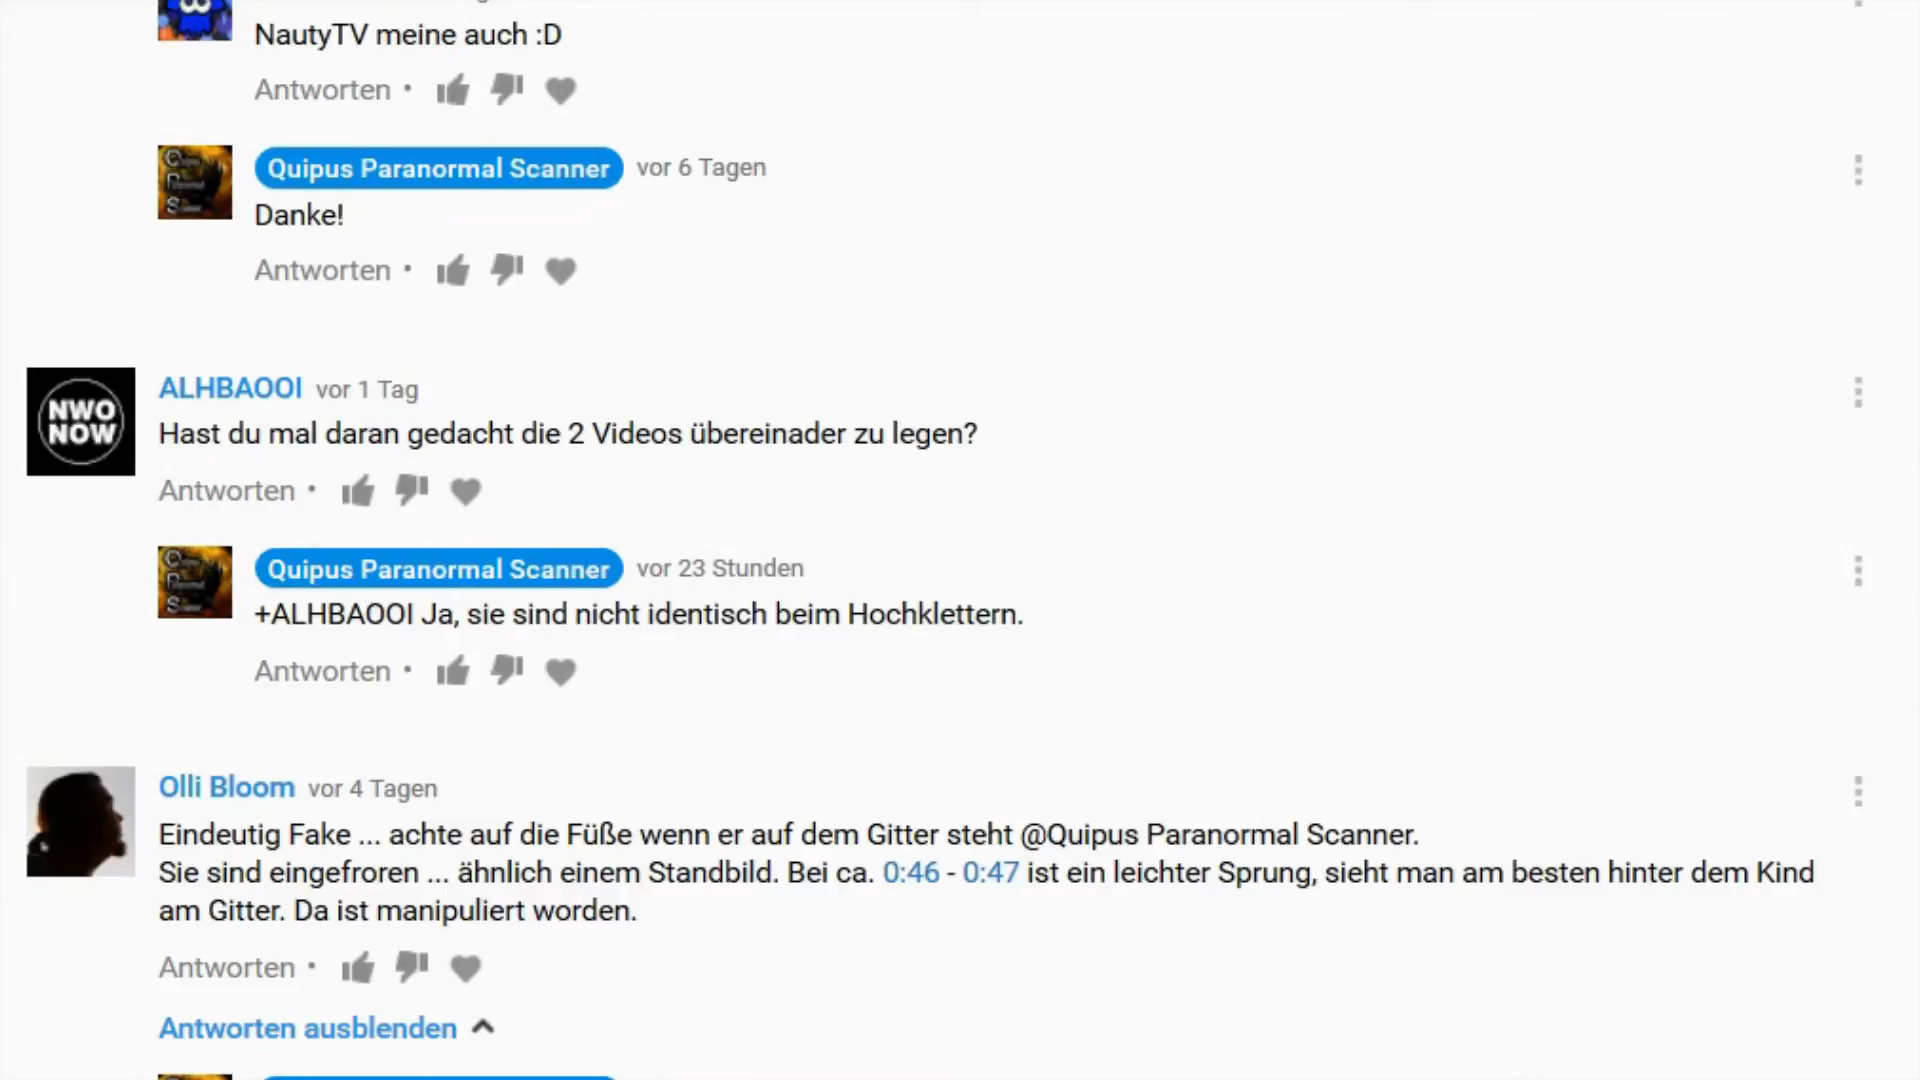 NautyTV meine auch :D
Antworten •
Quipus Paranormal Scanner vor 6 Tagen
Danke!
Antworten •
NWO
NOW
ALHBAOOI vor 1 Tag
Hast du mal daran gedacht die 2 Videos übereinader zu legen?
Antworten •
Quipus Paranormal Scanner vor 23 Stunden
+ALHBAOOI Ja, sie sind nicht identisch beim Hochklettern.
Antworten •
Olli Bloom vor 4 Tagen
Eindeutig Fake ... achte auf die Füße wenn er auf dem Gitter steht @Quipus Paranormal Scanner.
Sie sind eingefroren ... ähnlich einem Standbild. Bei ca. 0:46 - 0:47 ist ein leichter Sprung, sieht man am besten hinter dem Kind
am Gitter. Da ist manipuliert worden.
Antworten •
Antworten ausblenden